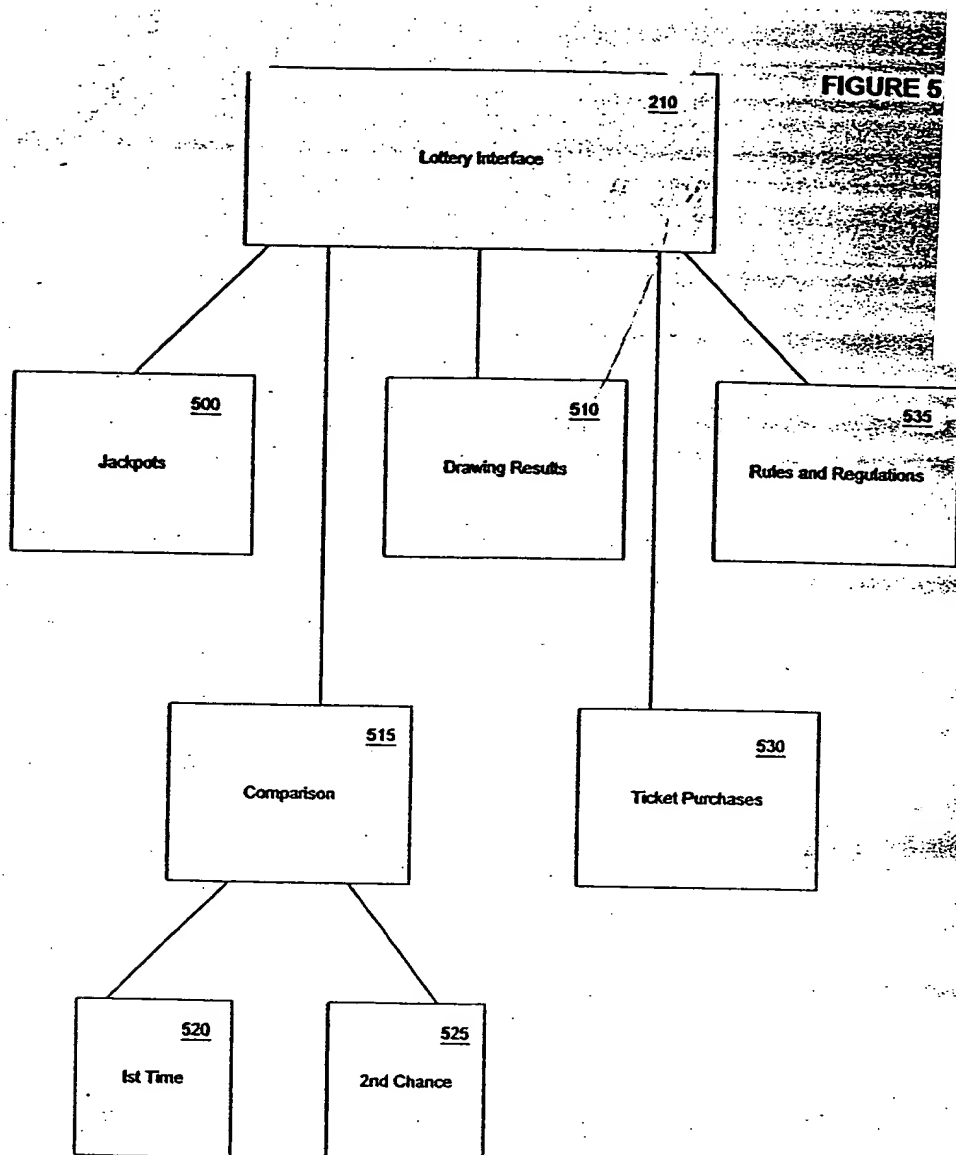 FIGURE 5
210
Lottery Interface
500
Jackpots
510
Drawing Results
535
Rules and Regulations
515
Comparison
530
Ticket Purchases
520
Ist Time
525
2nd Chance